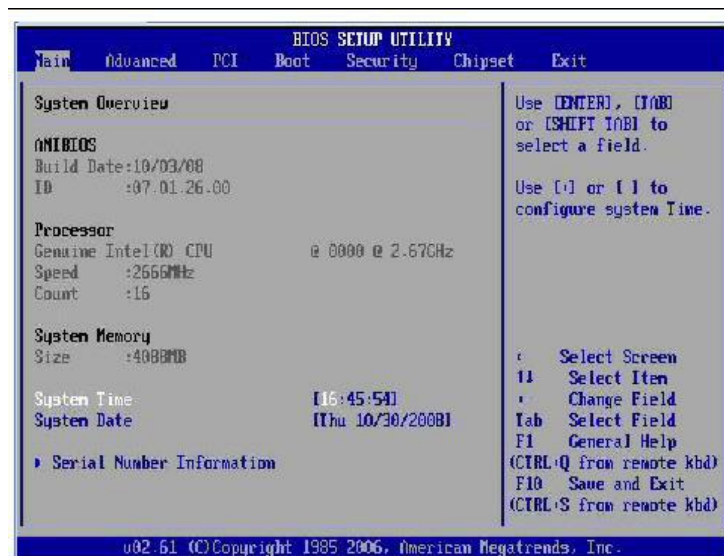 BIOS SETUP UTILITY
Main Advanced PCI Boot Security Chipset Exit
System Overview
AMIBIOS
Build Date:10/03/08
ID :07.01.26.00
Processor
Genuine Intel(R) CPU @ 0000 @ 2.67GHz
Speed :2666MHz
Count :16
System Memory
Size :4088MB
System Time [16:45:54]
System Date [Thu 10/30/2008]
Serial Number Information
Use [ENTER], [TAB]
or [SHIFT TAB] to
select a field.
Use [+] or [ ] to
configure system Time.
Select Screen
↑↓ Select Item
Change Field
Tab Select Field
F1 General Help
(CTRL+Q from remote kbd)
F10 Save and Exit
(CTRL+S from remote kbd)
v02.61 (C)Copyright 1985 2006, American Megatrends, Inc.